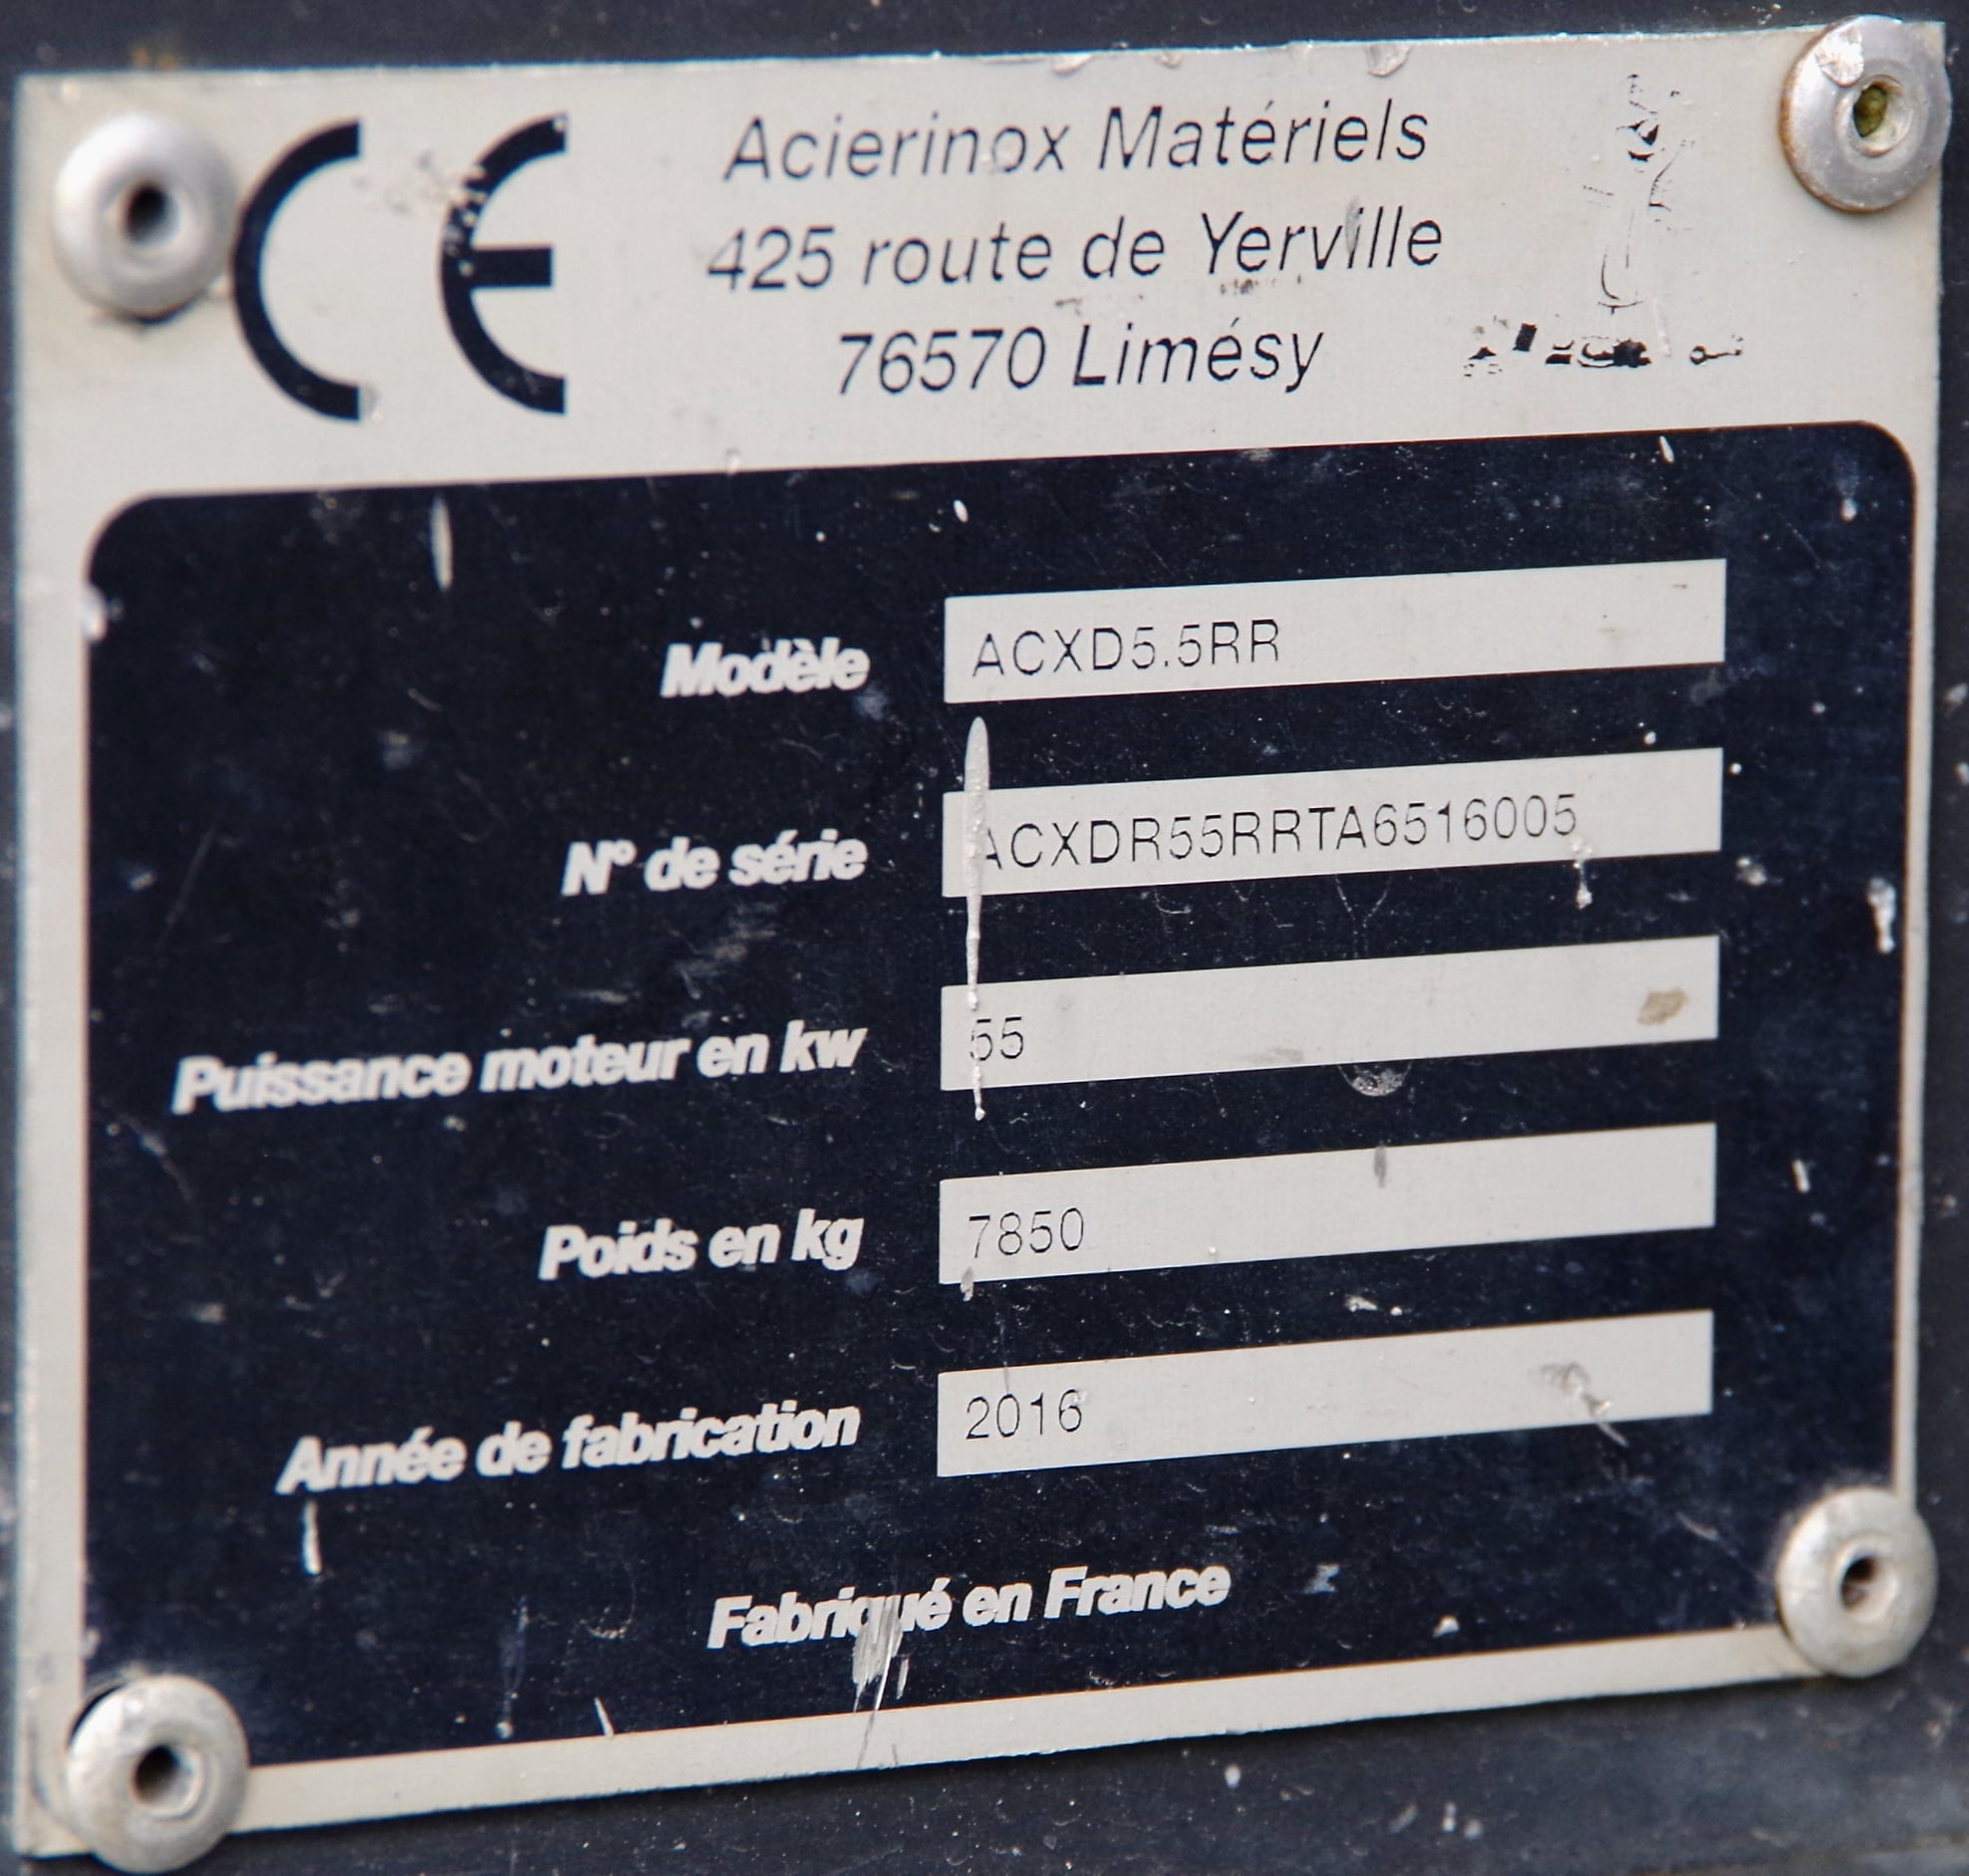 CE
Acierinox Matériels
425 route de Yerville
76570 Limésy
Modèle ACXD5.5RR
N° de série ACXDR55RRTA6516005
Puissance moteur en kw 55
Poids en kg 7850
Année de fabrication 2016
Fabriqué en France